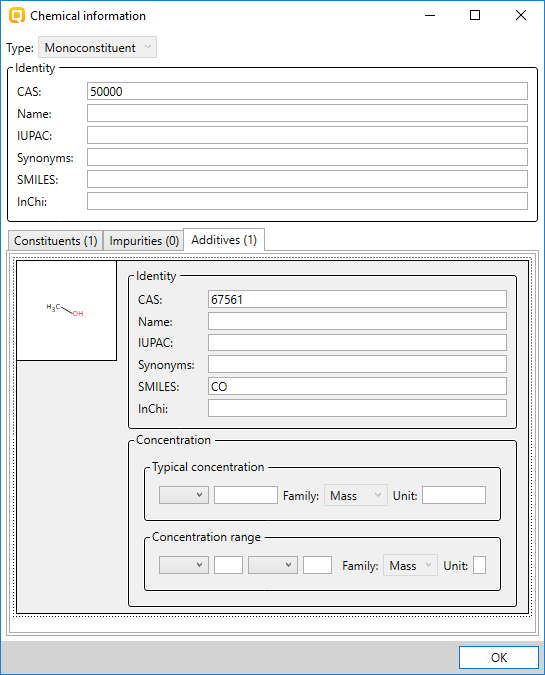 Chemical information
Type: Monoconstituent
Identity
CAS: 50000
Name:
IUPAC:
Synonyms:
SMILES:
InChi:
Constituents (1) Impurities (0) Additives (1)
H3C OH
Identity
CAS: 67561
Name:
IUPAC:
Synonyms:
SMILES: CO
InChi:
Concentration
Typical concentration
Family: Mass Unit:
Concentration range
Family: Mass Unit:
OK